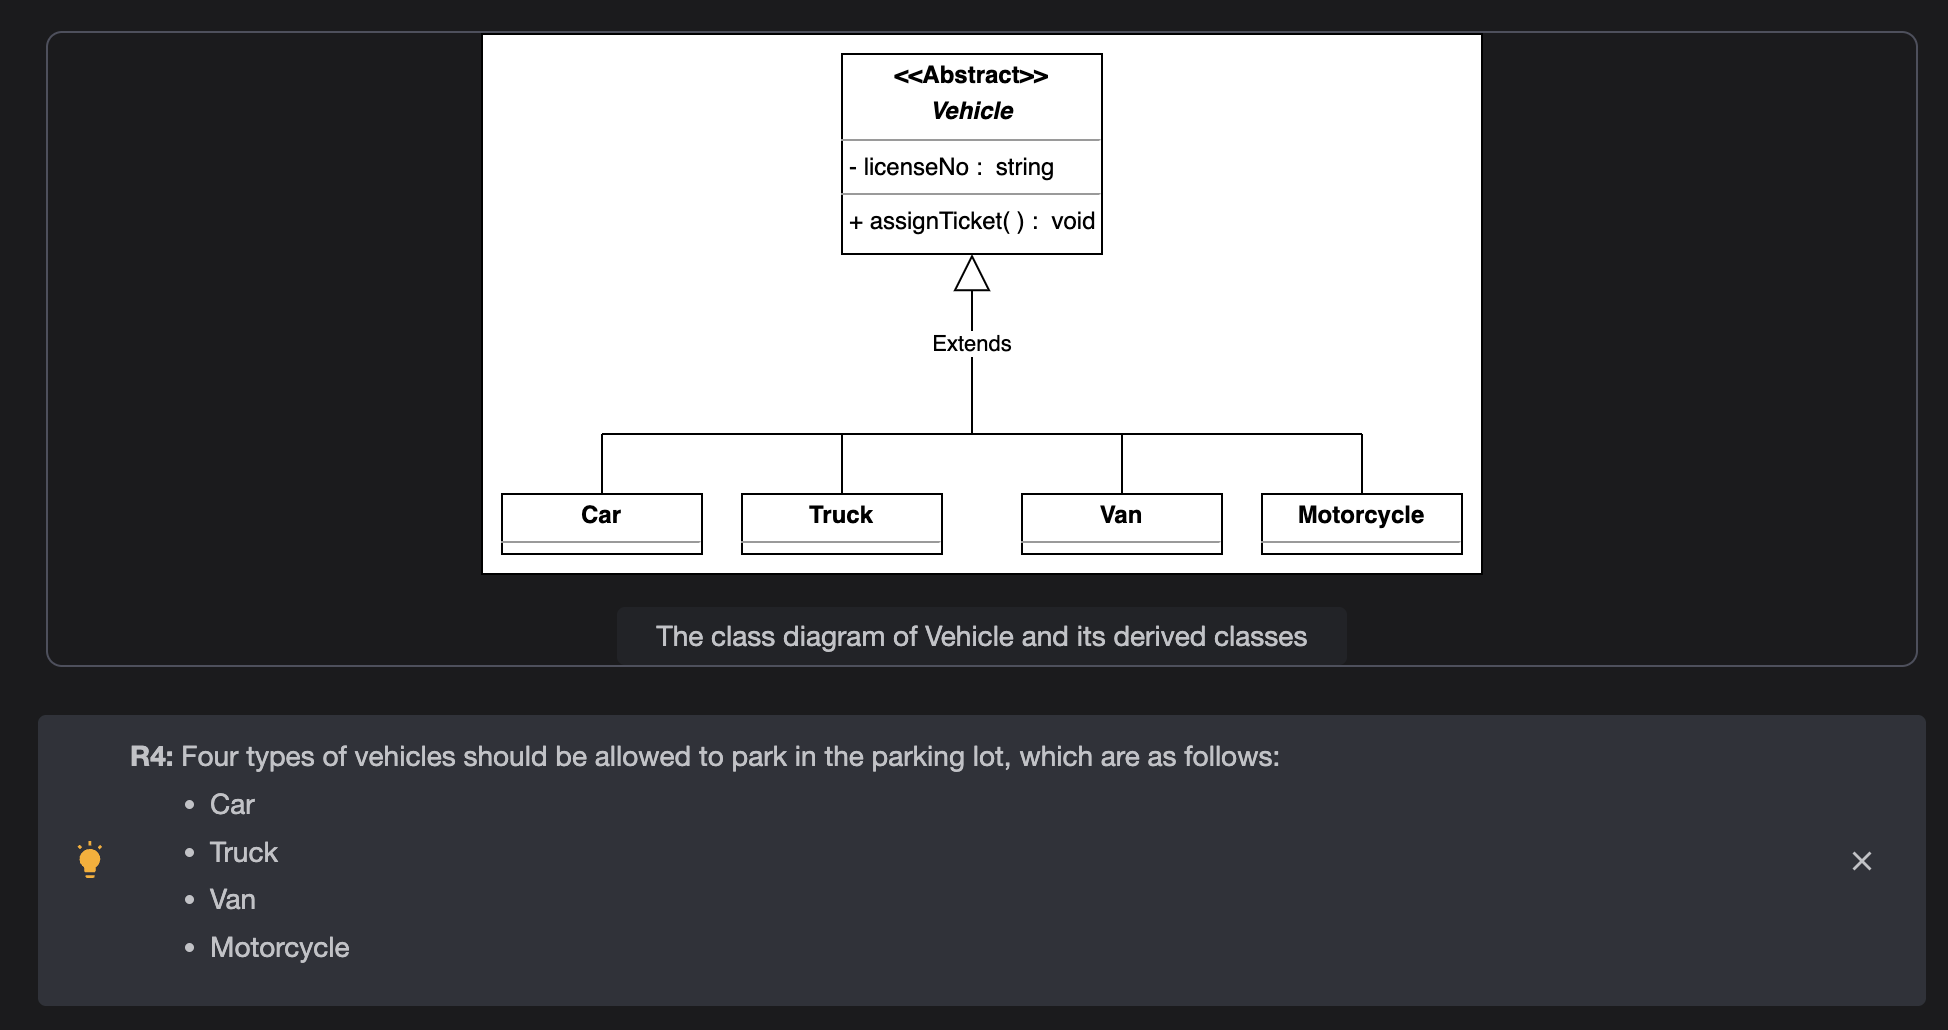 <<Abstract>>
Vehicle
- licenseNo : string
+ assignTicket( ) : void
Extends
Car
Truck
Van
Motorcycle
The class diagram of Vehicle and its derived classes
R4: Four types of vehicles should be allowed to park in the parking lot, which are as follows:
• Car
• Truck
• Van
• Motorcycle